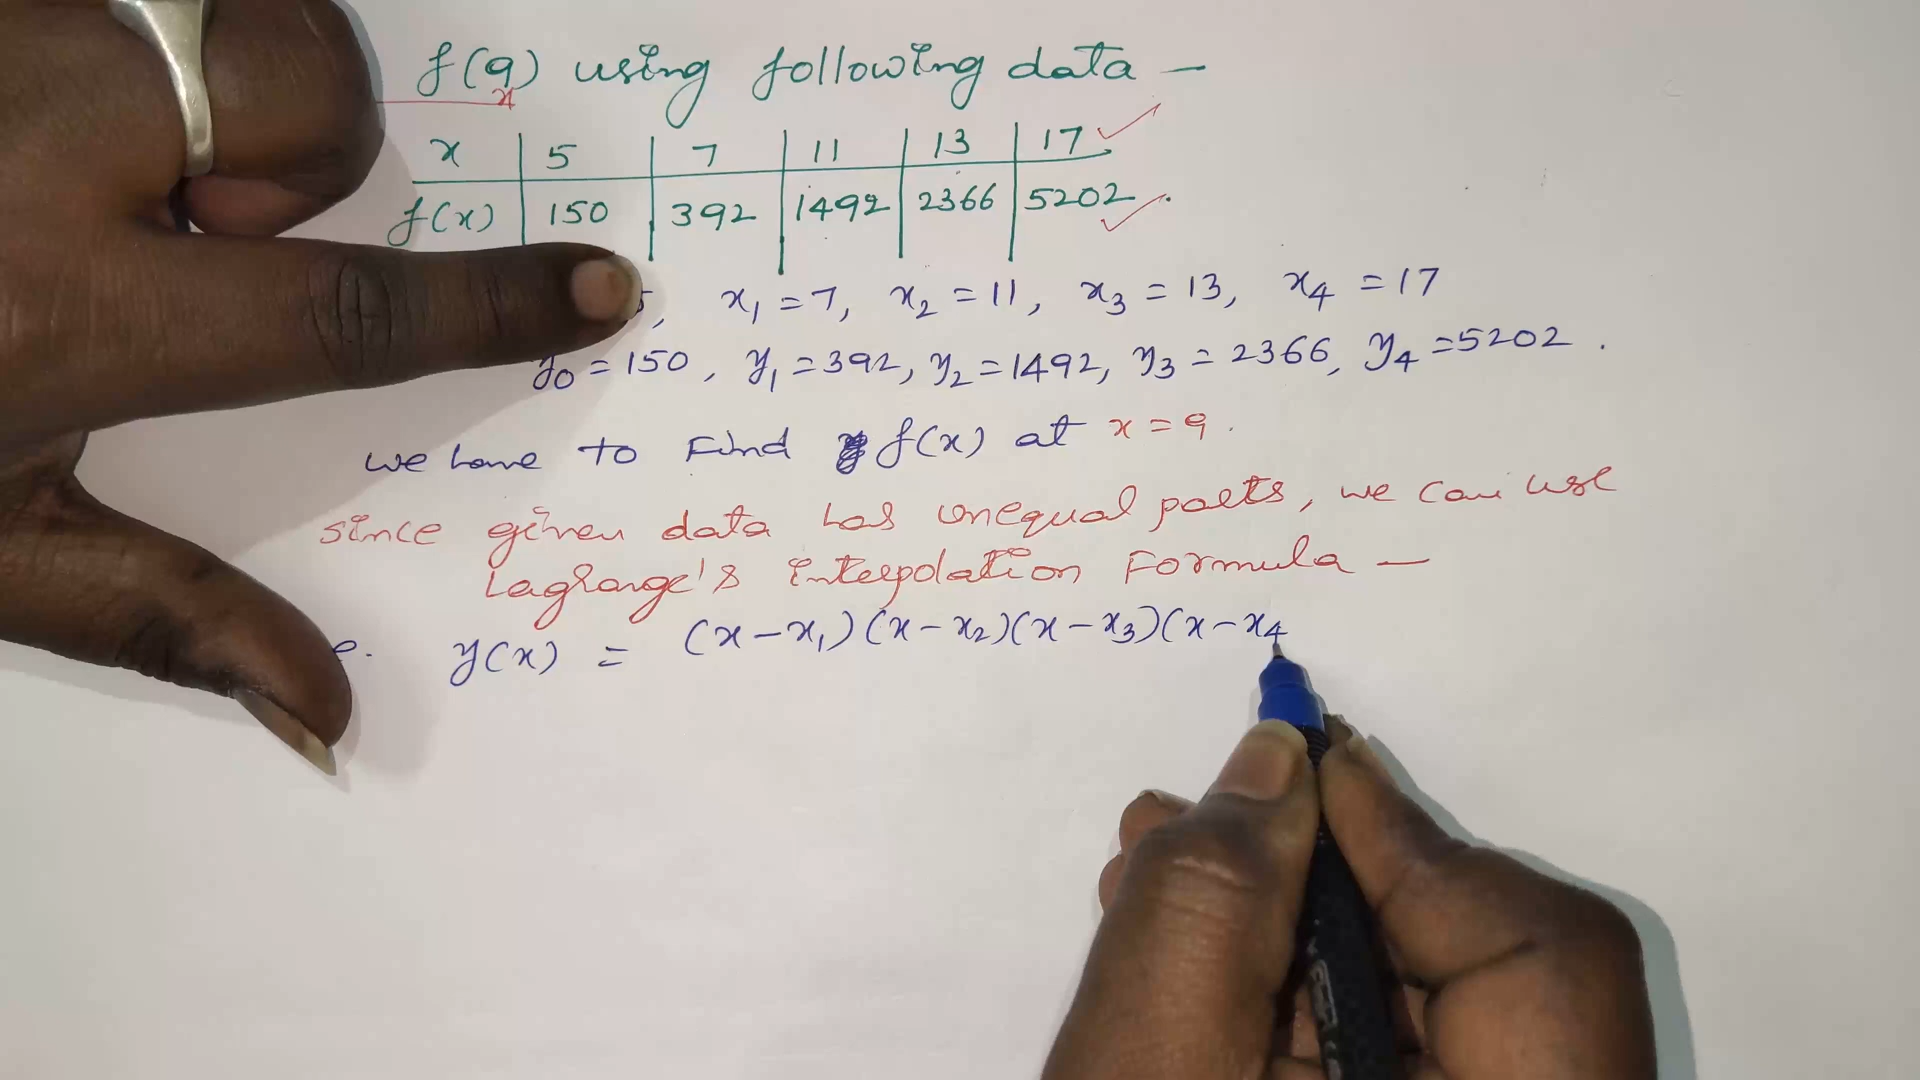 f(9) using following data —
x
x 5 7 11 13 17
f(x) 150 392 1492 2366 5202 .
5, x₁ = 7, x₂ = 11, x₃ = 13, x₄ = 17
y₀ = 150, y₁ = 392, y₂ = 1492, y₃ = 2366, y₄ = 5202 .
we have to Find f(x) at x = 9 .
since given data has unequal parts, we can use
Lagrange's interpolation Formula —
e. y(x) = (x - x₁)(x - x₂)(x - x₃)(x - x₄